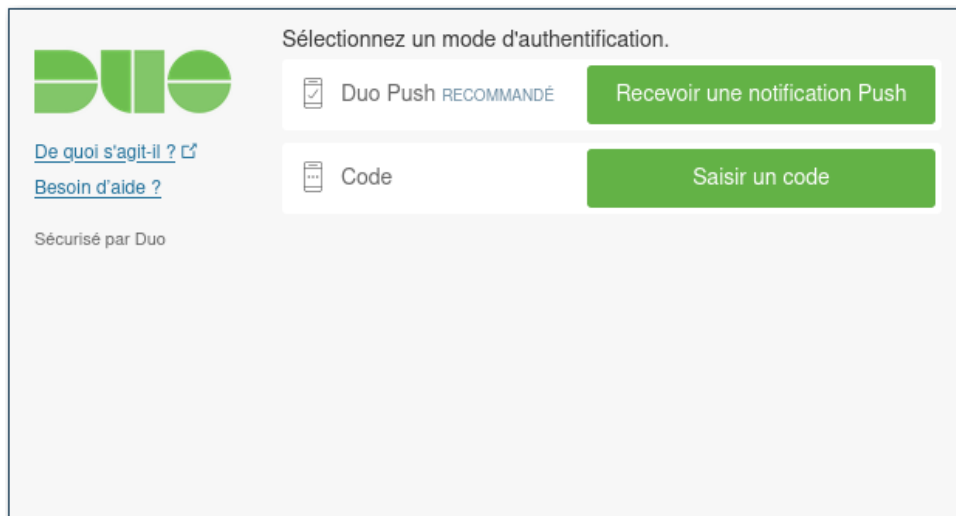 DUO
De quoi s'agit-il ?
Besoin d'aide ?
Sécurisé par Duo
Sélectionnez un mode d'authentification.
Duo Push RECOMMANDÉ
Recevoir une notification Push
Code
Saisir un code